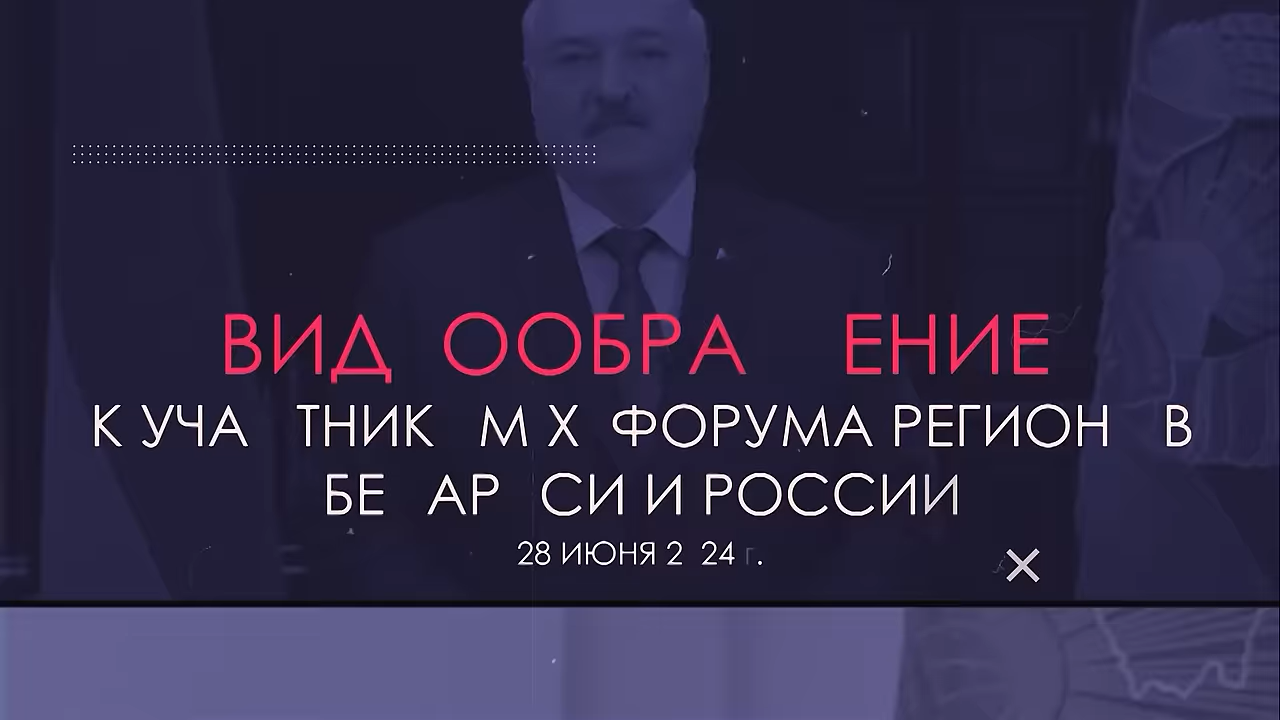 ВИД ООБРА ЕНИЕ
К УЧА ТНИК М X ФОРУМА РЕГИОН В
БЕ АР СИ И РОССИИ
28 ИЮНЯ 2 24 г.